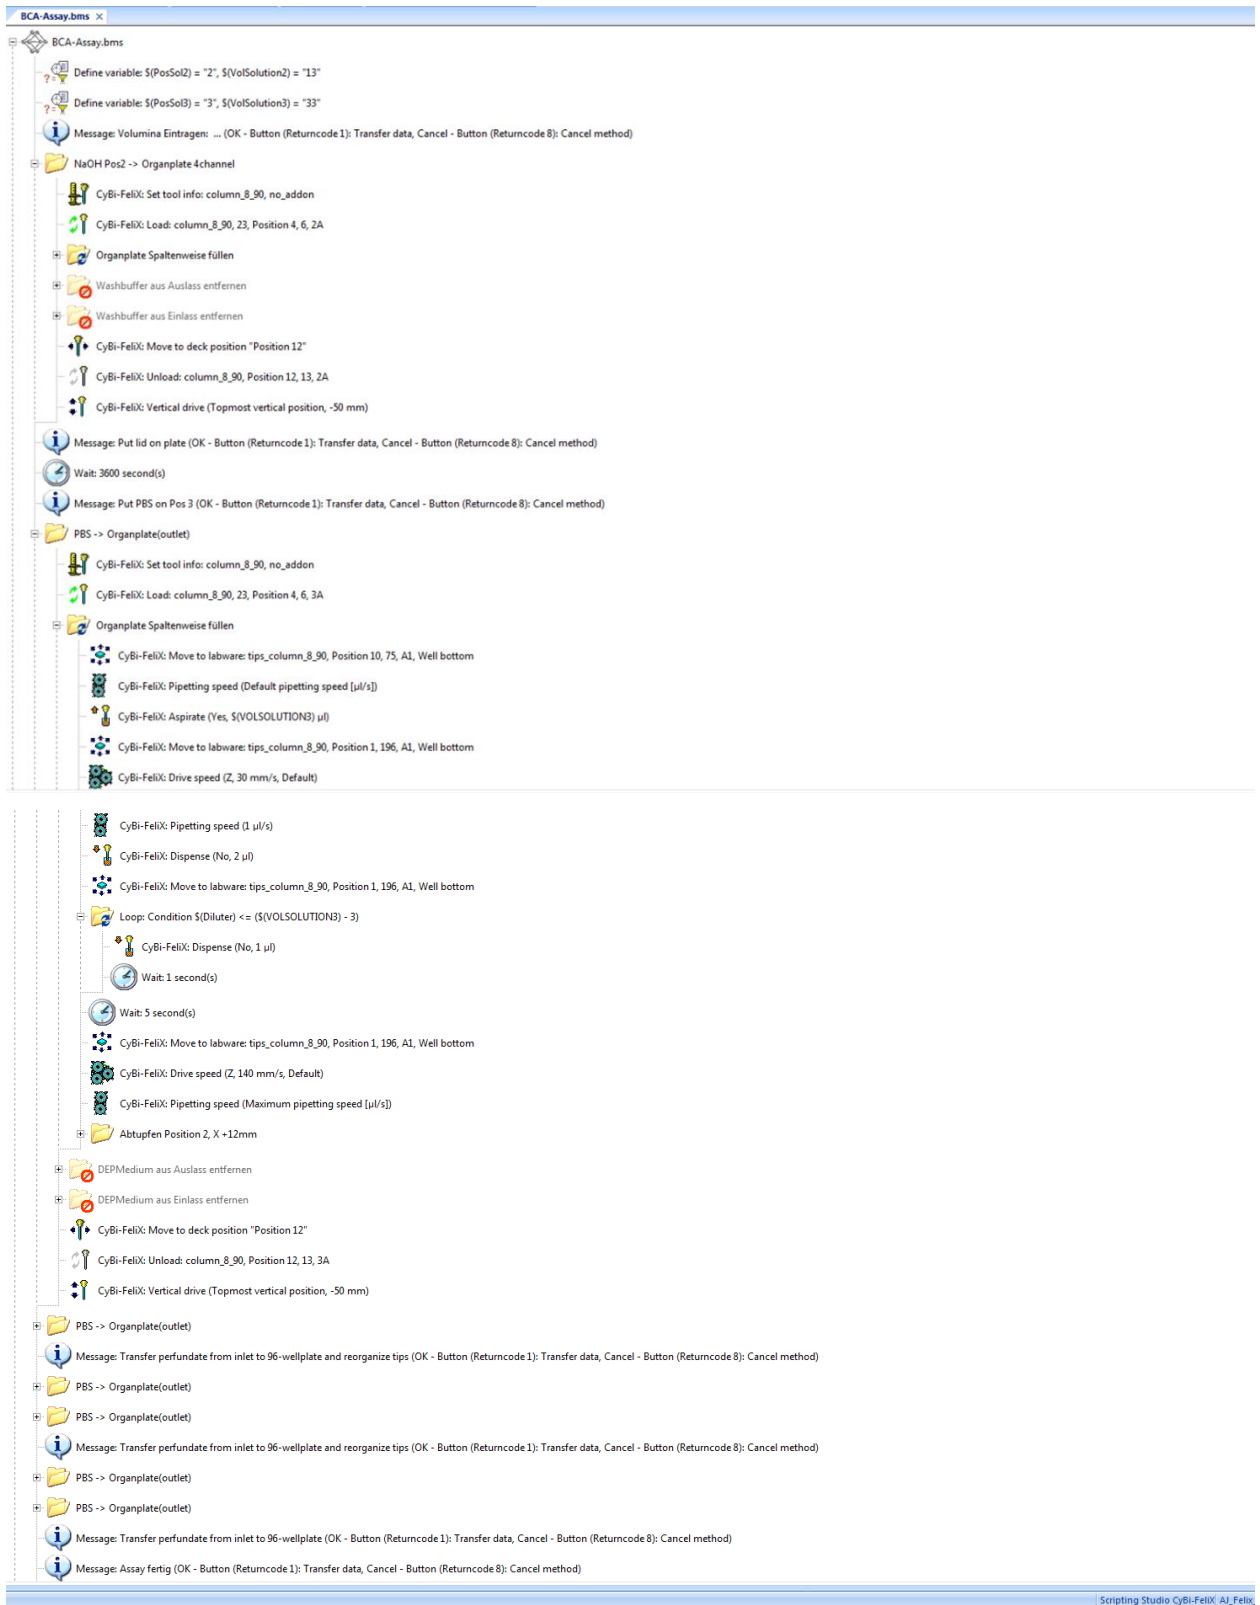 BCA-Assay.bms ×
BCA-Assay.bms
Define variable: $(PosSol2) = "2", $(VolSolution2) = "13"
Define variable: $(PosSol3) = "3", $(VolSolution3) = "33"
Message: Volumina Eintragen: ... (OK - Button (Returncode 1): Transfer data, Cancel - Button (Returncode 8): Cancel method)
NaOH Pos2 -> Organplate 4channel
CyBi-FeliX: Set tool info: column_8_90, no_addon
CyBi-FeliX: Load: column_8_90, 23, Position 4, 6, 2A
Organplate Spaltenweise füllen
Washbuffer aus Auslass entfernen
Washbuffer aus Einlass entfernen
CyBi-FeliX: Move to deck position "Position 12"
CyBi-FeliX: Unload: column_8_90, Position 12, 13, 2A
CyBi-FeliX: Vertical drive (Topmost vertical position, -50 mm)
Message: Put lid on plate (OK - Button (Returncode 1): Transfer data, Cancel - Button (Returncode 8): Cancel method)
Wait: 3600 second(s)
Message: Put PBS on Pos 3 (OK - Button (Returncode 1): Transfer data, Cancel - Button (Returncode 8): Cancel method)
PBS -> Organplate(outlet)
CyBi-FeliX: Set tool info: column_8_90, no_addon
CyBi-FeliX: Load: column_8_90, 23, Position 4, 6, 3A
Organplate Spaltenweise füllen
CyBi-FeliX: Move to labware: tips_column_8_90, Position 10, 75, A1, Well bottom
CyBi-FeliX: Pipetting speed (Default pipetting speed [µl/s])
CyBi-FeliX: Aspirate (Yes, $(VOLSOLUTION3) µl)
CyBi-FeliX: Move to labware: tips_column_8_90, Position 1, 196, A1, Well bottom
CyBi-FeliX: Drive speed (Z, 30 mm/s, Default)
CyBi-FeliX: Pipetting speed (1 µl/s)
CyBi-FeliX: Dispense (No, 2 µl)
CyBi-FeliX: Move to labware: tips_column_8_90, Position 1, 196, A1, Well bottom
Loop: Condition $(Diluter) <= ($(VOLSOLUTION3) - 3)
CyBi-FeliX: Dispense (No, 1 µl)
Wait: 1 second(s)
Wait: 5 second(s)
CyBi-FeliX: Move to labware: tips_column_8_90, Position 1, 196, A1, Well bottom
CyBi-FeliX: Drive speed (Z, 140 mm/s, Default)
CyBi-FeliX: Pipetting speed (Maximum pipetting speed [µl/s])
Abtupfen Position 2, X +12mm
DEPMedium aus Auslass entfernen
DEPMedium aus Einlass entfernen
CyBi-FeliX: Move to deck position "Position 12"
CyBi-FeliX: Unload: column_8_90, Position 12, 13, 3A
CyBi-FeliX: Vertical drive (Topmost vertical position, -50 mm)
PBS -> Organplate(outlet)
Message: Transfer perfundate from inlet to 96-wellplate and reorganize tips (OK - Button (Returncode 1): Transfer data, Cancel - Button (Returncode 8): Cancel method)
PBS -> Organplate(outlet)
PBS -> Organplate(outlet)
Message: Transfer perfundate from inlet to 96-wellplate and reorganize tips (OK - Button (Returncode 1): Transfer data, Cancel - Button (Returncode 8): Cancel method)
PBS -> Organplate(outlet)
PBS -> Organplate(outlet)
Message: Transfer perfundate from inlet to 96-wellplate (OK - Button (Returncode 1): Transfer data, Cancel - Button (Returncode 8): Cancel method)
Message: Assay fertig (OK - Button (Returncode 1): Transfer data, Cancel - Button (Returncode 8): Cancel method)
Scripting Studio CyBi-FeliX AJ_Felix_